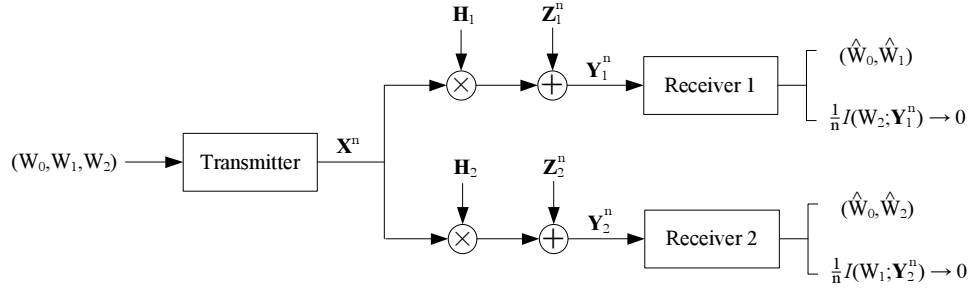 H₁
Z₁ⁿ
Y₁ⁿ
Receiver 1
(Ŵ₀,Ŵ₁)
1/n I(W₂;Y₁ⁿ) → 0
(W₀,W₁,W₂)
Transmitter
Xⁿ
H₂
Z₂ⁿ
Y₂ⁿ
Receiver 2
(Ŵ₀,Ŵ₂)
1/n I(W₁;Y₂ⁿ) → 0